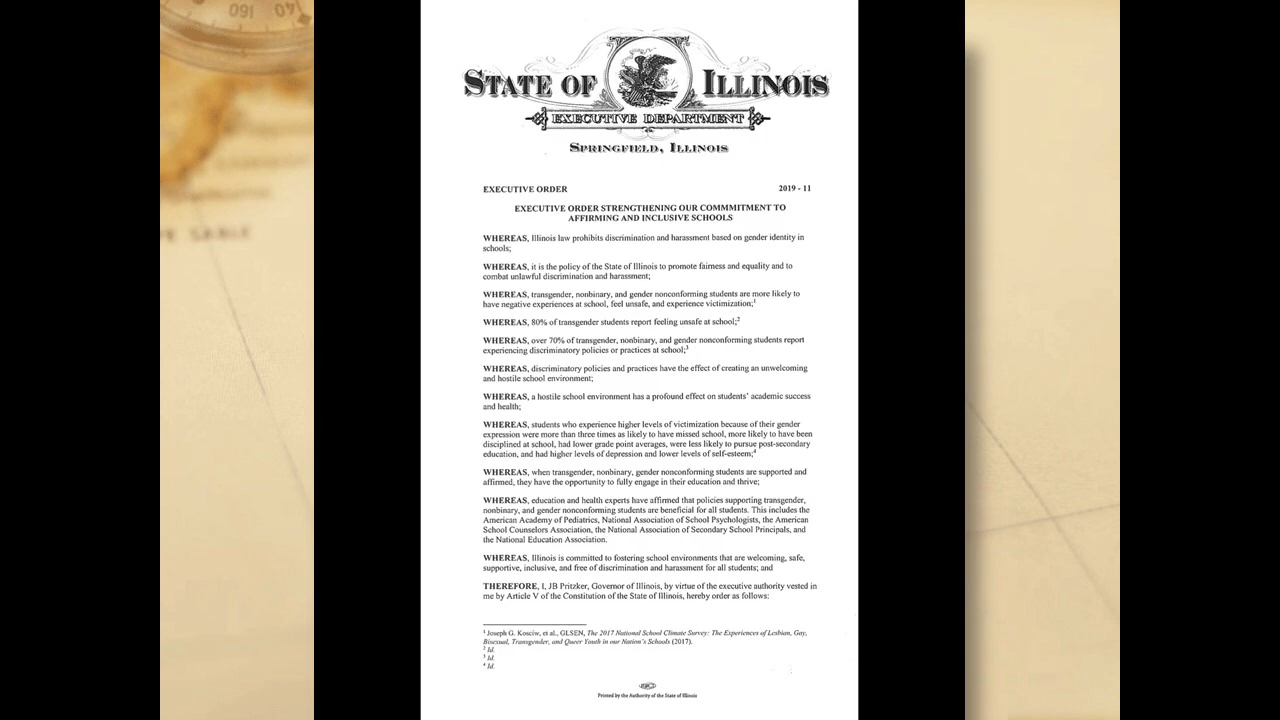 160
40
STATE OF ILLINOIS
EXECUTIVE DEPARTMENT
SPRINGFIELD, ILLINOIS
EXECUTIVE ORDER 2019 - 11
EXECUTIVE ORDER STRENGTHENING OUR COMMMITMENT TO
AFFIRMING AND INCLUSIVE SCHOOLS
WHEREAS, Illinois law prohibits discrimination and harassment based on gender identity in
schools;
WHEREAS, it is the policy of the State of Illinois to promote fairness and equality and to
combat unlawful discrimination and harassment;
WHEREAS, transgender, nonbinary, and gender nonconforming students are more likely to
have negative experiences at school, feel unsafe, and experience victimization;1
WHEREAS, 80% of transgender students report feeling unsafe at school;2
WHEREAS, over 70% of transgender, nonbinary, and gender nonconforming students report
experiencing discriminatory policies or practices at school;3
WHEREAS, discriminatory policies and practices have the effect of creating an unwelcoming
and hostile school environment;
WHEREAS, a hostile school environment has a profound effect on students' academic success
and health;
WHEREAS, students who experience higher levels of victimization because of their gender
expression were more than three times as likely to have missed school, more likely to have been
disciplined at school, had lower grade point averages, were less likely to pursue post-secondary
education, and had higher levels of depression and lower levels of self-esteem;4
WHEREAS, when transgender, nonbinary, gender nonconforming students are supported and
affirmed, they have the opportunity to fully engage in their education and thrive;
WHEREAS, education and health experts have affirmed that policies supporting transgender,
nonbinary, and gender nonconforming students are beneficial for all students. This includes the
American Academy of Pediatrics, National Association of School Psychologists, the American
School Counselors Association, the National Association of Secondary School Principals, and
the National Education Association.
WHEREAS, Illinois is committed to fostering school environments that are welcoming, safe,
supportive, inclusive, and free of discrimination and harassment for all students; and
THEREFORE, I, JB Pritzker, Governor of Illinois, by virtue of the executive authority vested in
me by Article V of the Constitution of the State of Illinois, hereby order as follows:
1 Joseph G. Kosciw, et al., GLSEN, The 2017 National School Climate Survey: The Experiences of Lesbian, Gay,
Bisexual, Transgender, and Queer Youth in our Nation's Schools (2017).
2 Id.
3 Id.
4 Id.
Printed by the Authority of the State of Illinois